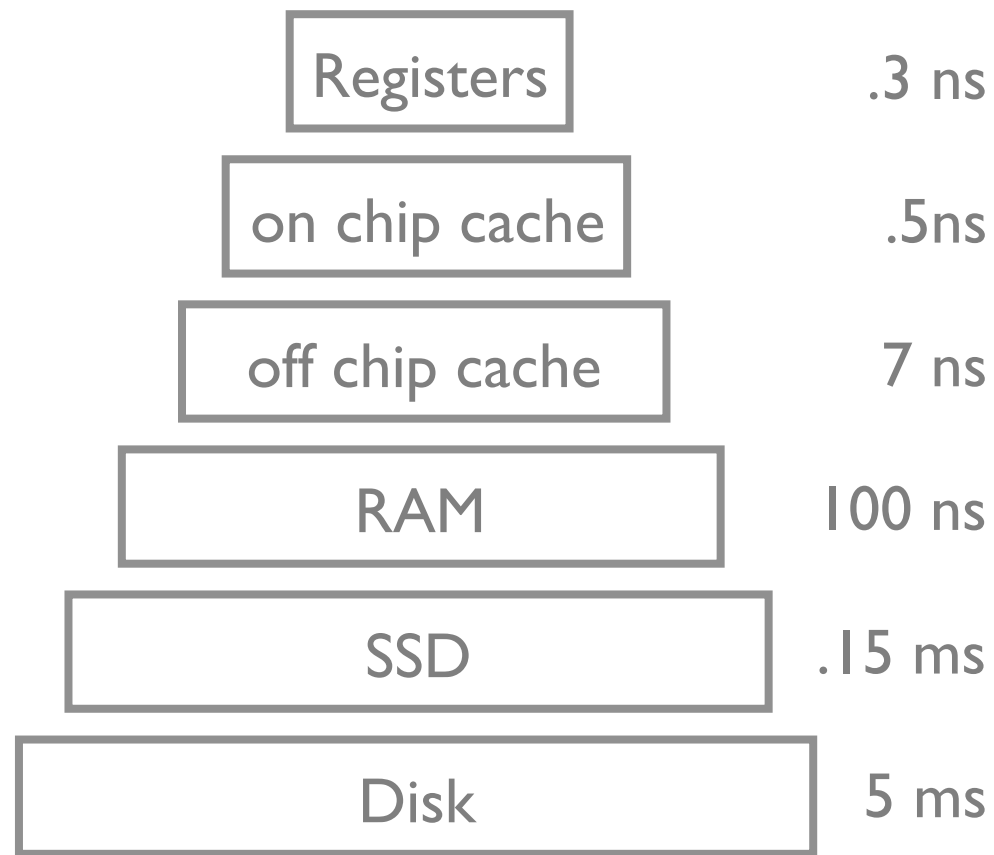 Registers .3 ns
on chip cache .5ns
off chip cache 7 ns
RAM 100 ns
SSD .15 ms
Disk 5 ms